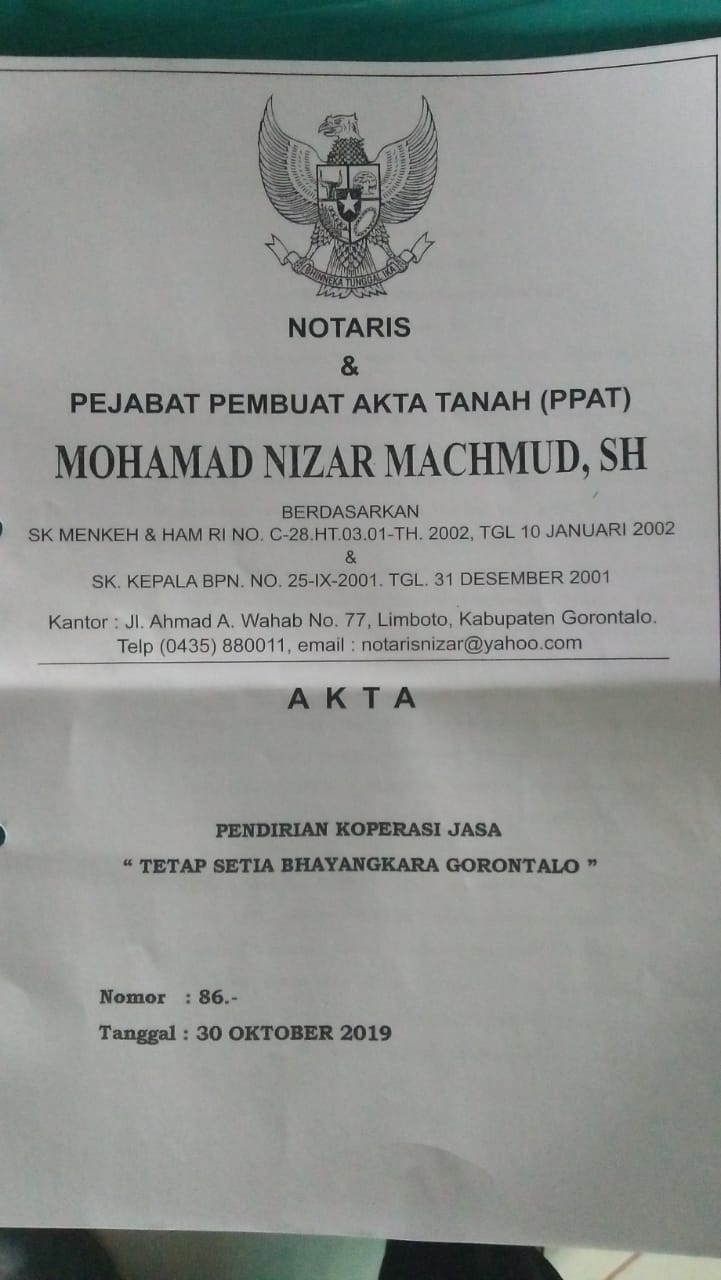 BHINNEKA TUNGGAL IKA
NOTARIS
&
PEJABAT PEMBUAT AKTA TANAH (PPAT)
MOHAMAD NIZAR MACHMUD, SH
BERDASARKAN
SK MENKEH & HAM RI NO. C-28.HT.03.01-TH. 2002, TGL 10 JANUARI 2002
&
SK. KEPALA BPN. NO. 25-IX-2001. TGL. 31 DESEMBER 2001
Kantor : Jl. Ahmad A. Wahab No. 77, Limboto, Kabupaten Gorontalo.
Telp (0435) 880011, email : notarisnizar@yahoo.com
A K T A
PENDIRIAN KOPERASI JASA
“ TETAP SETIA BHAYANGKARA GORONTALO ”
Nomor : 86.-
Tanggal : 30 OKTOBER 2019